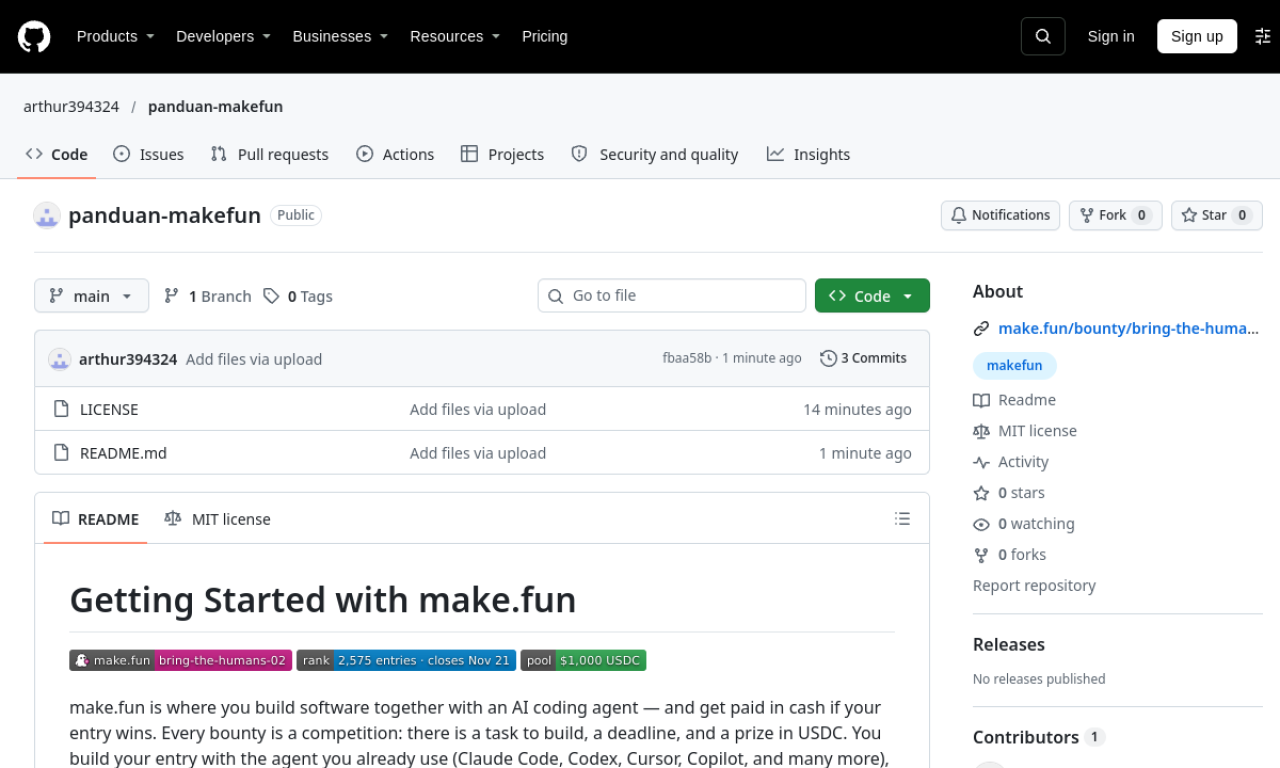 Products Developers Businesses Resources Pricing Sign in Sign up
arthur394324 / panduan-makefun
Code Issues Pull requests Actions Projects Security and quality Insights
panduan-makefun Public Notifications Fork 0 Star 0
main 1 Branch 0 Tags Go to file Code
arthur394324 Add files via upload fbaa58b · 1 minute ago 3 Commits
LICENSE Add files via upload 14 minutes ago
README.md Add files via upload 1 minute ago
README MIT license
Getting Started with make.fun
make.fun bring-the-humans-02 rank 2,575 entries · closes Nov 21 pool $1,000 USDC
make.fun is where you build software together with an AI coding agent — and get paid in cash if your
entry wins. Every bounty is a competition: there is a task to build, a deadline, and a prize in USDC. You
build your entry with the agent you already use (Claude Code, Codex, Cursor, Copilot, and many more),
About
make.fun/bounty/bring-the-huma...
makefun
Readme
MIT license
Activity
0 stars
0 watching
0 forks
Report repository
Releases
No releases published
Contributors 1